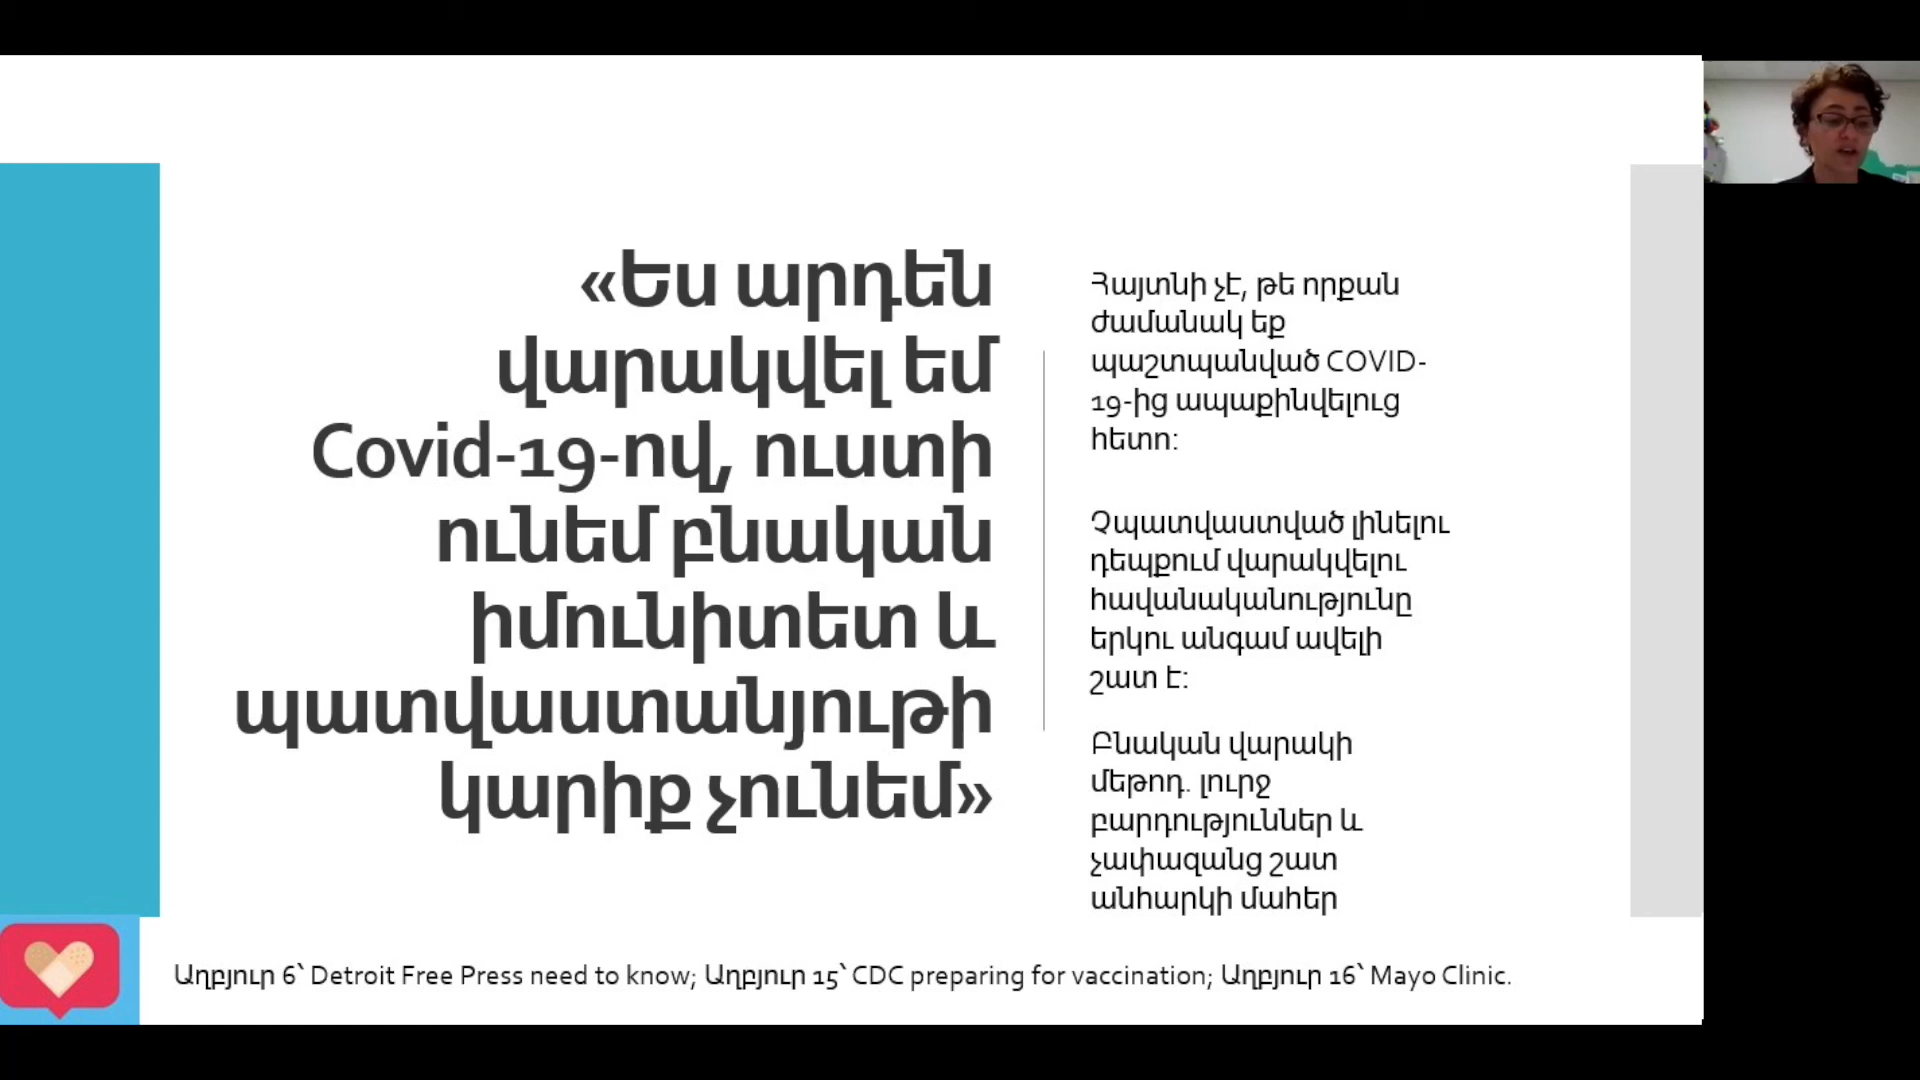 «Ես արդեն
վարակվել եմ
Covid-19-ով, ուստի
ունեմ բնական
իմունիտետ և
պատվաստանյութի
կարիք չունեմ»
Հայտնի չէ, թե որքան
ժամանակ եք
պաշտպանված COVID-
19-ից ապաքինվելուց
հետո:
Չպատվաստված լինելու
դեպքում վարակվելու
հավանականությունը
երկու անգամ ավելի
շատ է:
Բնական վարակի
մեթոդ. լուրջ
բարդություններ և
չափազանց շատ
անհարկի մահեր
Աղբյուր 6՝ Detroit Free Press need to know; Աղբյուր 15՝ CDC preparing for vaccination; Աղբյուր 16՝ Mayo Clinic.